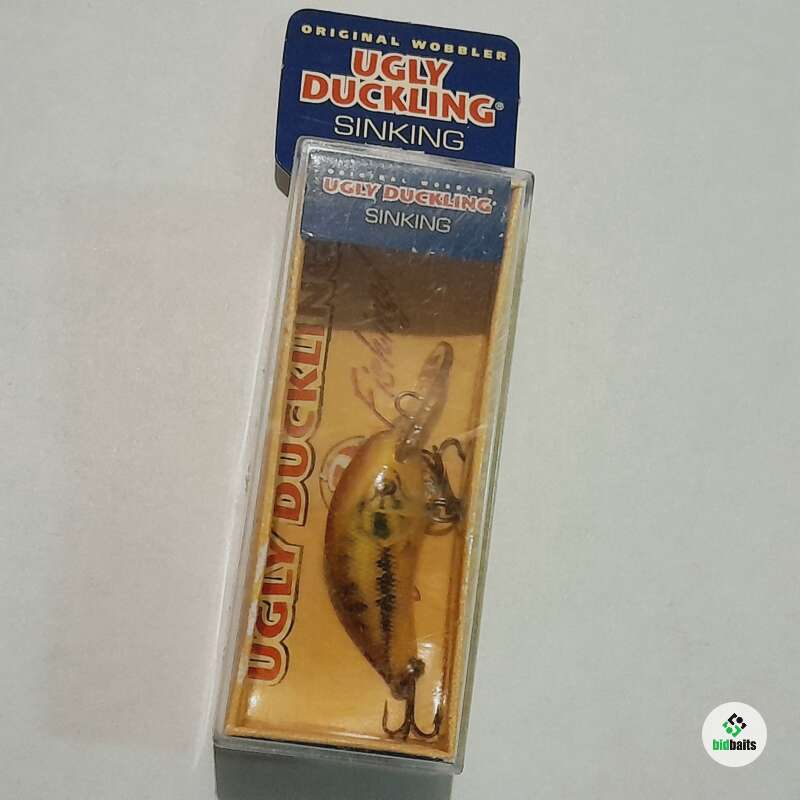 ORIGINAL WOBBLER
UGLY
DUCKLING®
SINKING
ORIGINAL WOBBLER
UGLY DUCKLING®
SINKING
UGLY DUCKLING
bidbaits